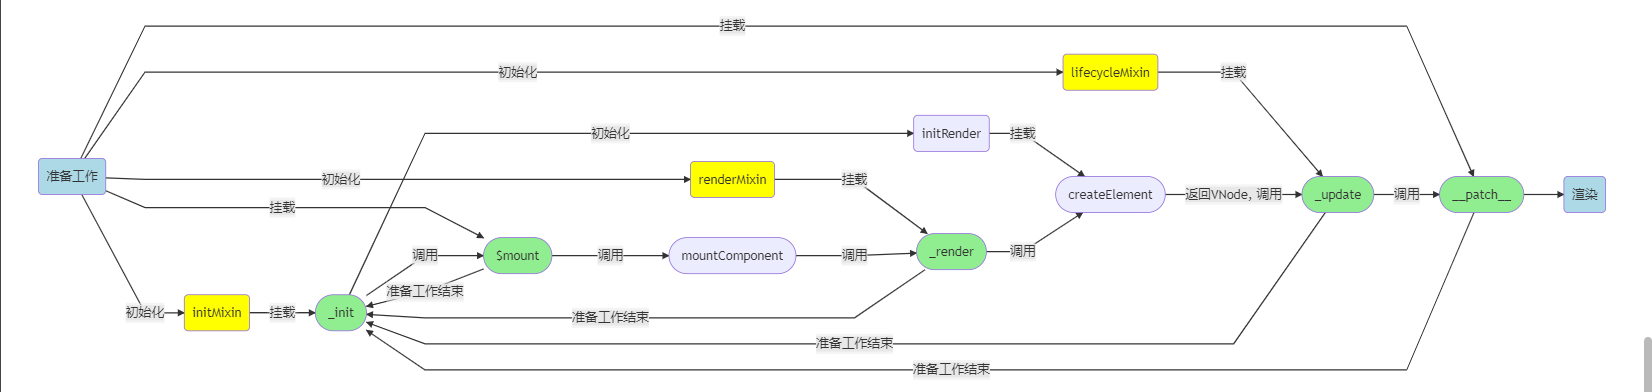 挂载
初始化
lifecycleMixin
挂载
初始化
initRender
挂载
准备工作
初始化
renderMixin
挂载
createElement
返回VNode, 调用
_update
调用
__patch__
渲染
挂载
调用
$mount
调用
mountComponent
调用
_render
调用
准备工作结束
初始化
initMixin
挂载
_init
准备工作结束
准备工作结束
准备工作结束